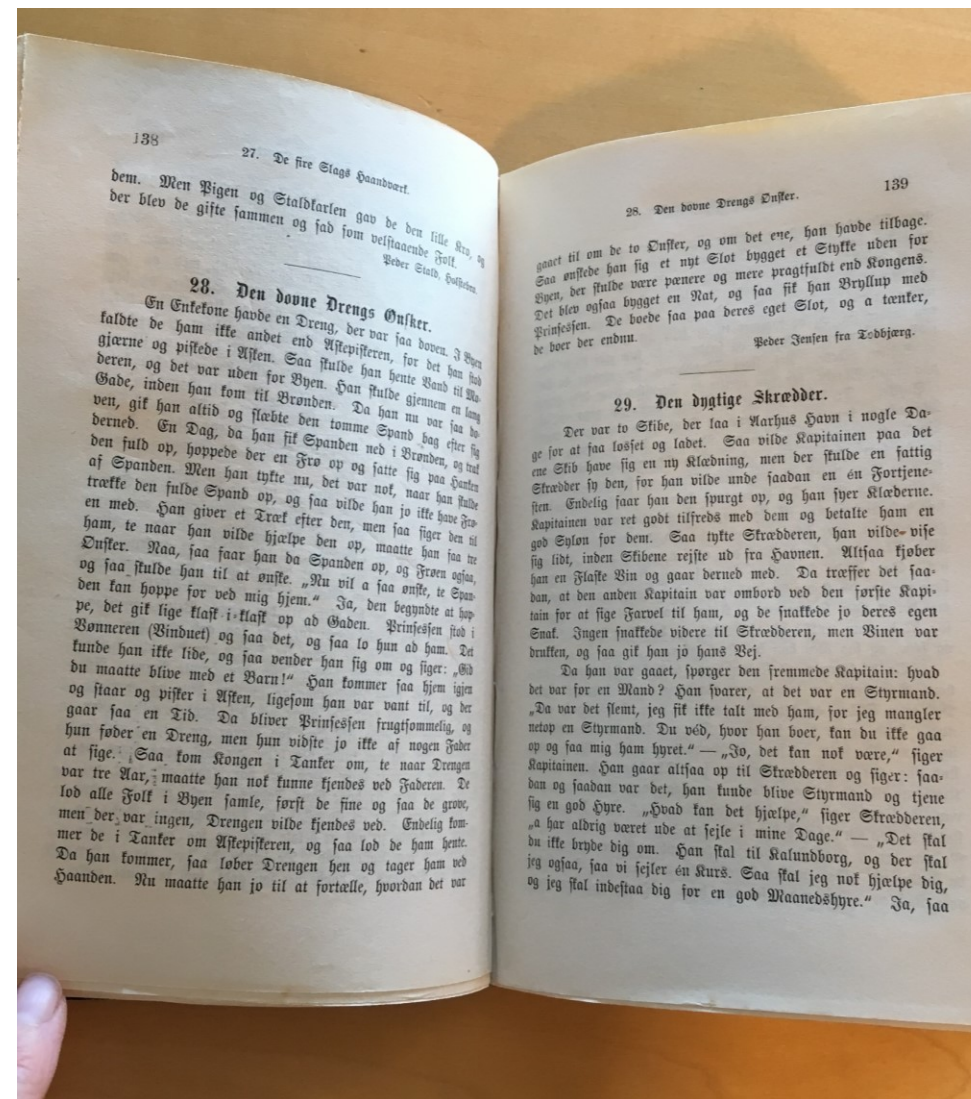 138
27. De fire Slags Haandværk.
dem. Men Pigen og Staldkarlen gav de den lille Kro, og
der blev de gifte sammen og sad som velstaaende Folk.
Peder Stald, Holstebro.
28. Den dovne Drengs Ønsker.
En Enkekone havde en Dreng, der var saa doven. I Byen
kaldte de ham ikke andet end Askepisteren, for det han stod
gjærne og pistede i Asken. Saa skulde han hente Vand til Mo-
deren, og det var uden for Byen. Han skulde gjennem en lang
Gade, inden han kom til Brønden. Da han nu var saa do-
ven, gik han altid og slæbte den tomme Spand bag efter sig
derned. En Dag, da han fik Spanden ned i Brønden, og trak
den fuld op, hoppede der en Frø op og satte sig paa Hanken
af Spanden. Men han tykte nu, det var nok, naar han skulde
trække den fulde Spand op, og saa vilde han jo ikke have Frø-
en med. Han giver et Træk efter den, men saa siger den til
ham, te naar han vilde hjælpe den op, maatte han faa tre
Ønsker. Naa, saa faar han da Spanden op, og Frøen ogsaa,
og saa skulde han til at ønske. „Nu vil a saa ønske, te Span-
den kan hoppe for ved mig hjem.“ Ja, den begyndte at hop-
pe, det gik lige klask i klask op ad Gaden. Prinsessen stod i
Vønneren (Vinduet) og saa det, og saa lo hun ad ham. Det
kunde han ikke lide, og saa vender han sig om og siger: „Gid
du maatte blive med et Barn!“ Han kommer saa hjem igjen
og staar og pister i Asken, ligesom han var vant til, og der
gaar saa en Tid. Da bliver Prinsessen frugtsommelig, og
hun føder en Dreng, men hun vidste jo ikke af nogen Fader
at sige. Saa kom Kongen i Tanker om, te naar Drengen
var tre Aar, maatte han nok kunne kjendes ved Faderen. De
lod alle Folk i Byen samle, først de fine og saa de grove,
men der var ingen, Drengen vilde kjendes ved. Endelig kom-
mer de i Tanker om Askepisteren, og saa lod de ham hente.
Da han kommer, saa løber Drengen hen og tager ham ved
Haanden. Nu maatte han jo til at fortælle, hvordan det var
28. Den dovne Drengs Ønsker.
139
gaaet til om de to Ønsker, og om det ene, han havde tilbage.
Saa ønskede han sig et nyt Slot bygget et Stykke uden for
Byen, der skulde være pænere og mere pragtfuldt end Kongens.
Det blev ogsaa bygget en Nat, og saa fik han Bryllup med
Prinsessen. De boede saa paa deres eget Slot, og a tænker,
de boer der endnu.
Peder Jensen fra Todbjærg.
29. Den dygtige Skrædder.
Der var to Skibe, der laa i Aarhus Havn i nogle Da-
ge for at faa losset og ladet. Saa vilde Kapitainen paa det
ene Skib have sig en ny Klædning, men der skulde en fattig
Skrædder sy den, for han vilde unde saadan en én Fortjene-
sten. Endelig faar han den spurgt op, og han syer Klæderne.
Kapitainen var ret godt tilfreds med dem og betalte ham en
god Syløn for dem. Saa tykte Skrædderen, han vilde vise
sig lidt, inden Skibene rejste ud fra Havnen. Altsaa kjøber
han en Flaske Vin og gaar derned med. Da træffer det saa-
dan, at den anden Kapitain var ombord ved den første Kapi-
tain for at sige Farvel til ham, og de snakkede jo deres egen
Snak. Ingen snakkede videre til Skrædderen, men Vinen var
drukken, og saa gik han jo hans Vej.
Da han var gaaet, spørger den fremmede Kapitain: hvad
det var for en Mand? Han svarer, at det var en Styrmand.
„Da var det slemt, jeg fik ikke talt med ham, for jeg mangler
netop en Styrmand. Du véd, hvor han boer, kan du ikke gaa
op og faa mig ham hyret.“ — „Jo, det kan nok være,“ siger
Kapitainen. Han gaar altsaa op til Skrædderen og siger: saa-
dan og saadan var det, han kunde blive Styrmand og tjene
sig en god Hyre. „Hvad kan det hjælpe,“ siger Skrædderen,
„a har aldrig været ude at sejle i mine Dage.“ — „Det skal
du ikke bryde dig om. Han skal til Kalundborg, og der skal
jeg ogsaa, saa vi sejler én Kurs. Saa skal jeg nok hjælpe dig,
og jeg skal indestaa dig for en god Maanedshyre.“ Ja, saa